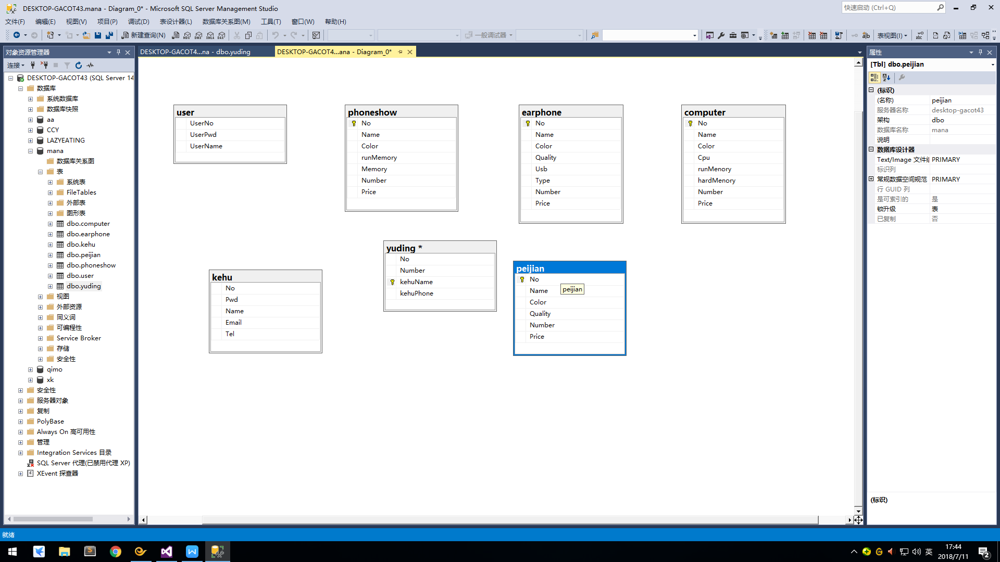 DESKTOP-GACOT43.mana - Diagram_0* - Microsoft SQL Server Management Studio
快速启动 (Ctrl+Q)
文件(F) 编辑(E) 视图(V) 项目(P) 调试(D) 表设计器(L) 数据库关系图(M) 工具(T) 窗口(W) 帮助(H)
新建查询(N) 一般调试器 表视图(I)
对象资源管理器
连接
DESKTOP-GACOT43 (SQL Server 14
数据库
系统数据库
数据库快照
aa
CCY
LAZYEATING
mana
数据库关系图
表
系统表
FileTables
外部表
图形表
dbo.computer
dbo.earphone
dbo.kehu
dbo.peijian
dbo.phoneshow
dbo.user
dbo.yuding
视图
外部资源
同义词
可编程性
Service Broker
存储
安全性
qimo
xk
安全性
服务器对象
复制
PolyBase
Always On 高可用性
管理
Integration Services 目录
SQL Server 代理(已禁用代理 XP)
XEvent 探查器
DESKTOP-GACOT4...na - dbo.yuding
DESKTOP-GACOT4...ana - Diagram_0*
user
UserNo
UserPwd
UserName
phoneshow
No
Name
Color
runMemory
Memory
Number
Price
earphone
No
Name
Color
Quality
Usb
Type
Number
Price
computer
No
Name
Color
Cpu
runMenory
hardMenory
Number
Price
kehu
No
Pwd
Name
Email
Tel
yuding *
No
Number
kehuName
kehuPhone
peijian
No
Name
Color
Quality
Number
Price
peijian
属性
[Tbl] dbo.peijian
(标识)
(名称) peijian
服务器名称 desktop-gacot43
架构 dbo
数据库名称 mana
说明
数据库设计器
Text/Image 文件组 PRIMARY
标识列
常规数据空间规范 PRIMARY
行 GUID 列
是可索引的 是
锁升级 表
已复制 否
(标识)
就绪
英
17:44
2018/7/11
2